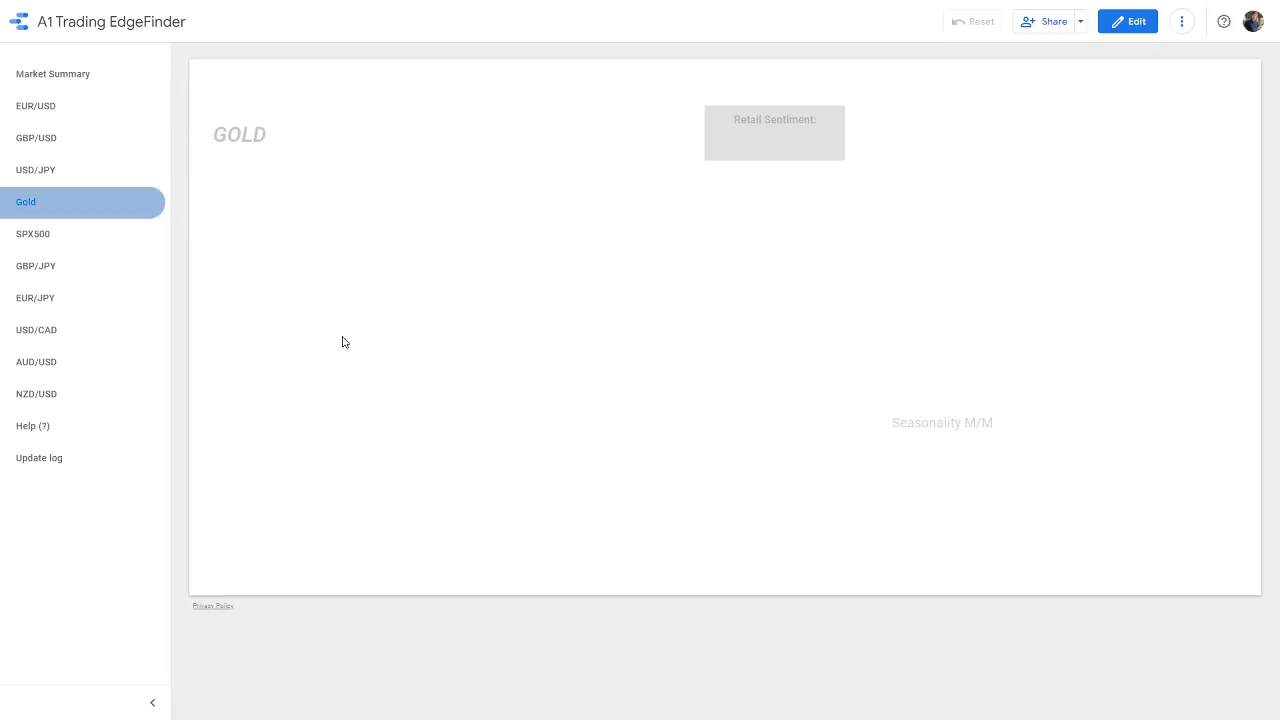 A1 Trading EdgeFinder
Reset
Share
Edit
Market Summary
EUR/USD
GBP/USD
USD/JPY
Gold
SPX500
GBP/JPY
EUR/JPY
USD/CAD
AUD/USD
NZD/USD
Help (?)
Update log
GOLD
Retail Sentiment:
Seasonality M/M
Privacy Policy